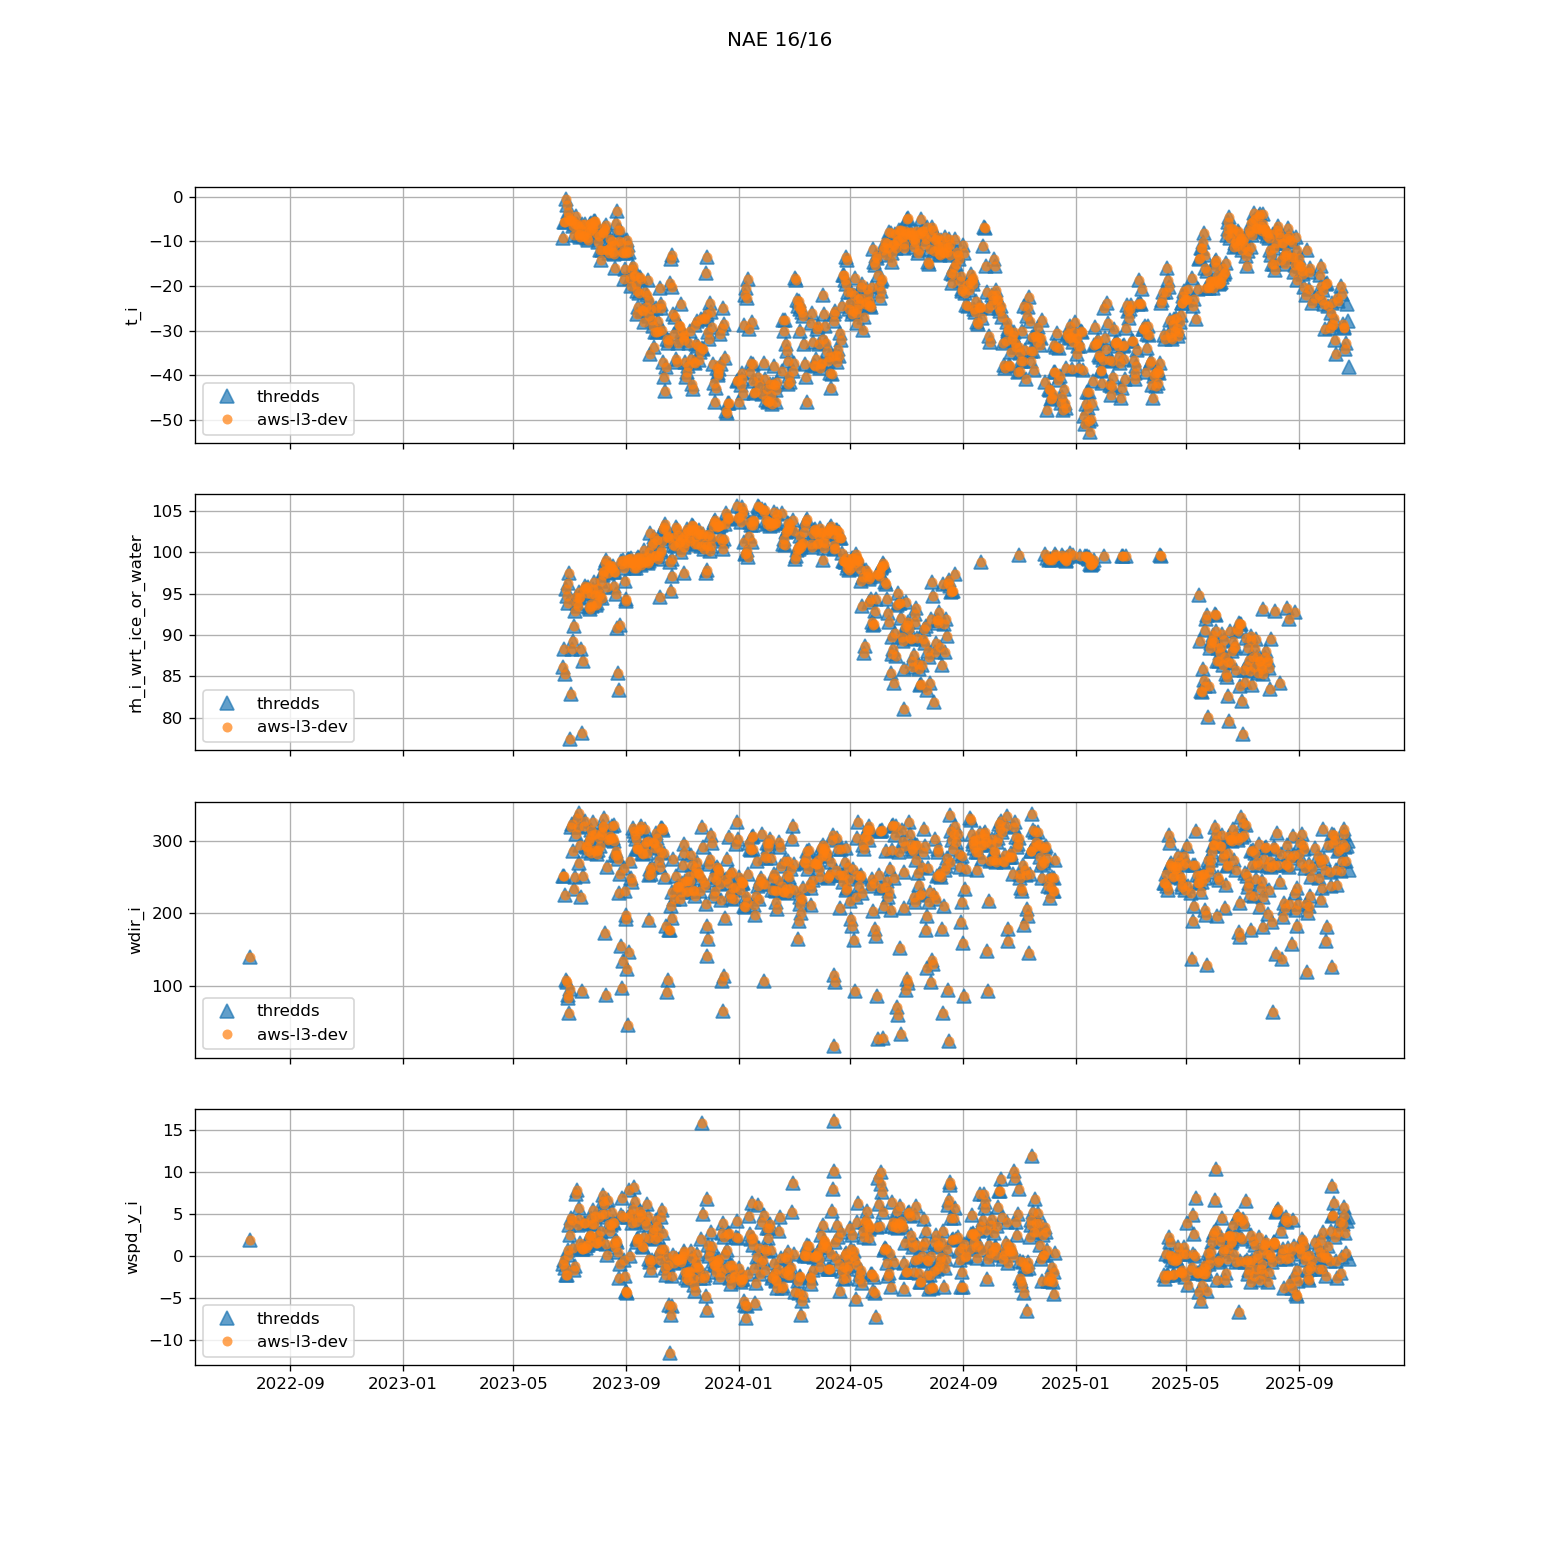 NAE 16/16
0
−10
−20
−30
−40
−50
t_i
thredds
aws-l3-dev
105
100
95
90
85
80
rh_i_wrt_ice_or_water
thredds
aws-l3-dev
300
200
100
wdir_i
thredds
aws-l3-dev
15
10
5
0
−5
−10
wspd_y_i
thredds
aws-l3-dev
2022-09 2023-01 2023-05 2023-09 2024-01 2024-05 2024-09 2025-01 2025-05 2025-09